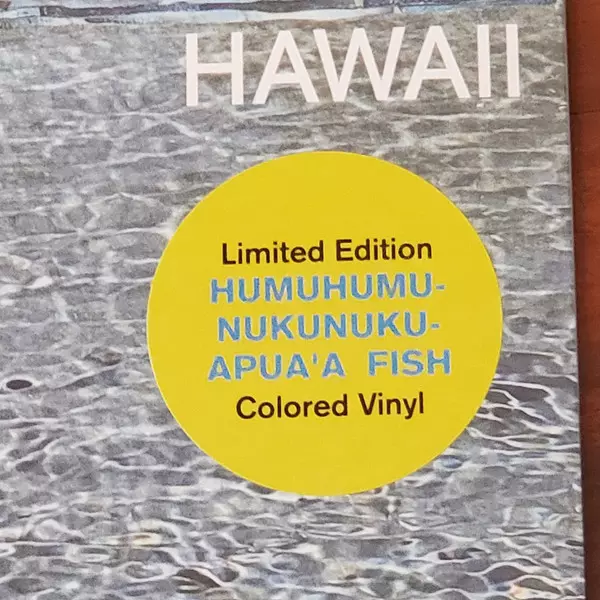 HAWAII
Limited Edition
HUMUHUMU-
NUKUNUKU-
APUA'A FISH
Colored Vinyl